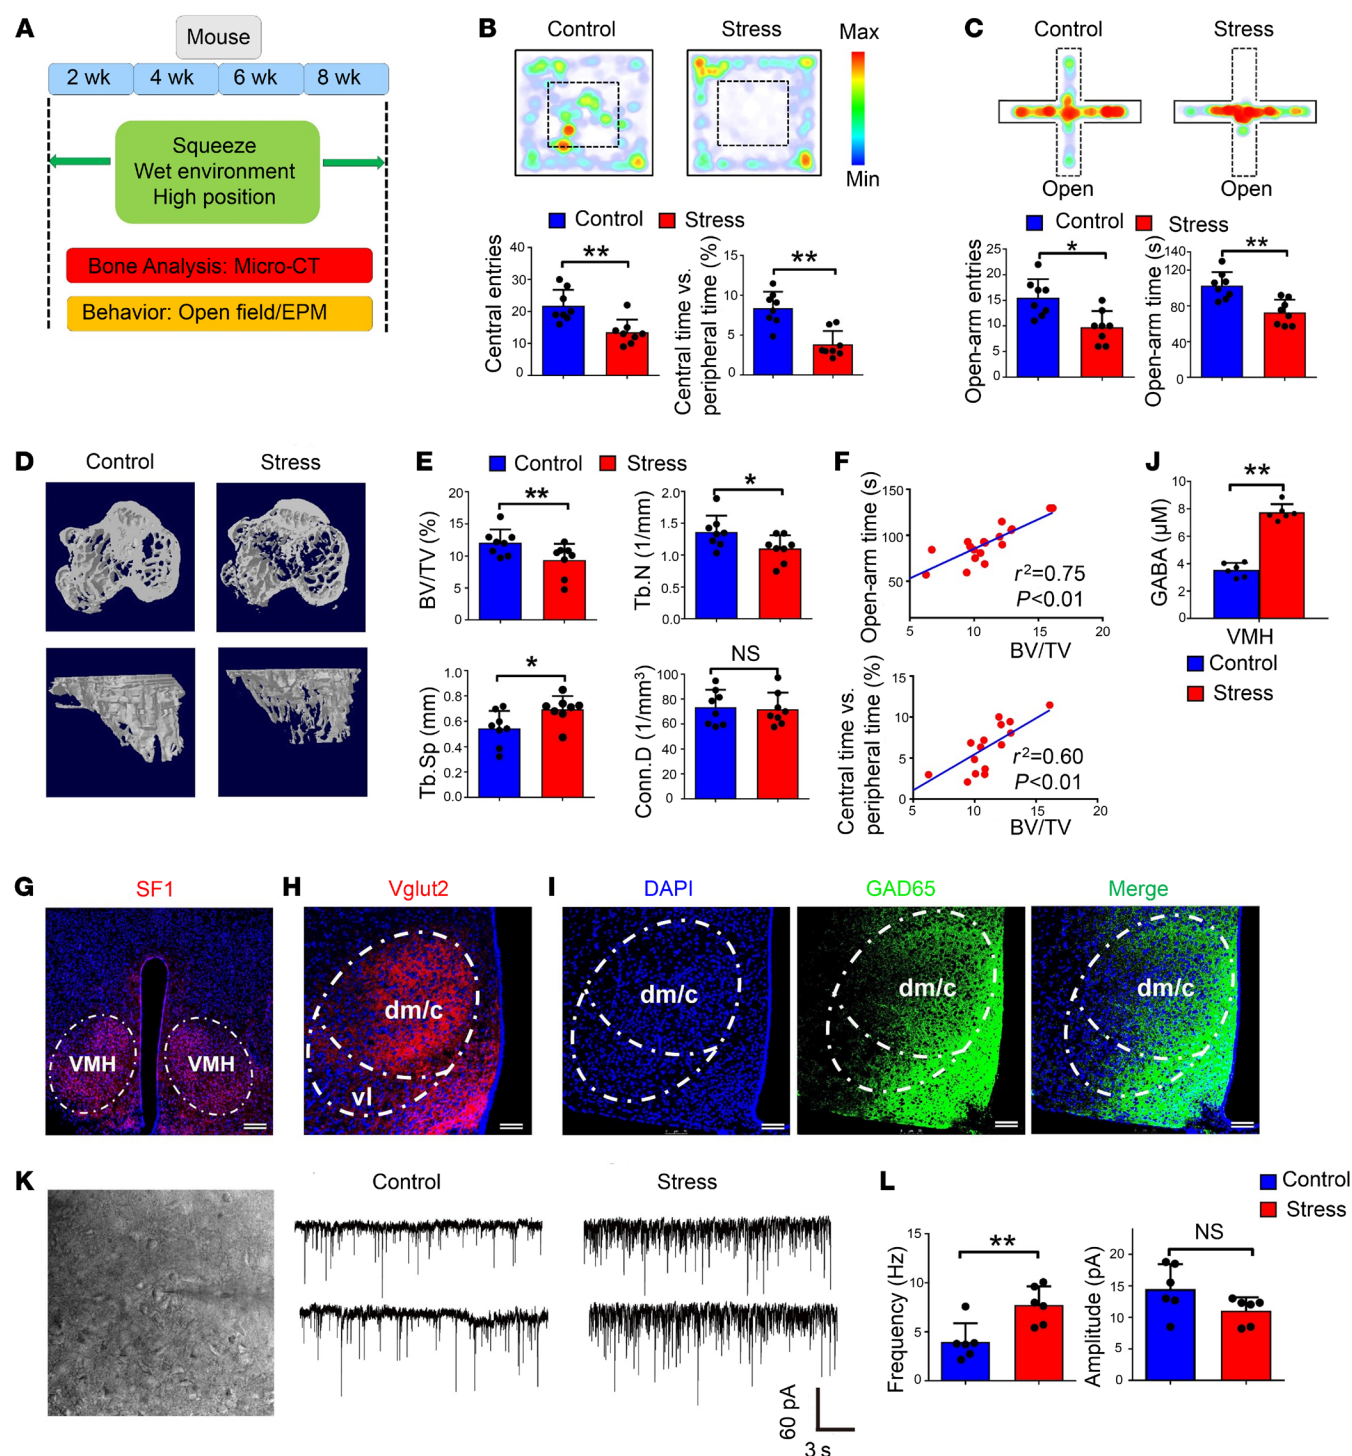 A
Mouse
2 wk 4 wk 6 wk 8 wk
Squeeze
Wet environment
High position
Bone Analysis: Micro-CT
Behavior: Open field/EPM
B
Control Stress
Max
Min
Control Stress
Central entries
40
30
20
10
0
**
Central time vs.
peripheral time (%)
15
10
5
0
**
C
Control Stress
Open Open
Control Stress
Open-arm entries
25
20
15
10
5
0
*
Open-arm time (s)
140
120
80
40
0
**
D
Control Stress
E
Control Stress
BV/TV (%)
20
15
10
5
0
**
Tb.N (1/mm)
2.0
1.5
1.0
0.5
0.0
*
Tb.Sp (mm)
1.0
0.8
0.6
0.4
0.2
0.0
*
Conn.D (1/mm³)
100
80
60
40
20
0
NS
F
Open-arm time (s)
150
100
50
r²=0.75
P<0.01
5 10 15 20
BV/TV
Central time vs.
peripheral time (%)
15
10
5
0
r²=0.60
P<0.01
5 10 15 20
BV/TV
J
GABA (µM)
10
8
6
4
2
0
**
VMH
Control
Stress
G
SF1
VMH VMH
H
Vglut2
dm/c
vl
I
DAPI GAD65 Merge
dm/c dm/c dm/c
K
Control Stress
60 pA
3 s
L
Control
Stress
Frequency (Hz)
15
10
5
0
**
Amplitude (pA)
20
15
10
5
0
NS